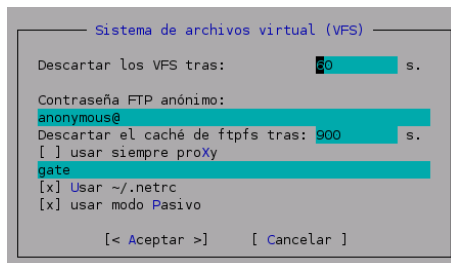 Sistema de archivos virtual (VFS)
Descartar los VFS tras: 60 s.
Contraseña FTP anónimo:
anonymous@
Descartar el caché de ftpfs tras: 900 s.
[ ] usar siempre proXy
gate
[x] Usar ~/.netrc
[x] usar modo Pasivo
[< Aceptar >] [ Cancelar ]